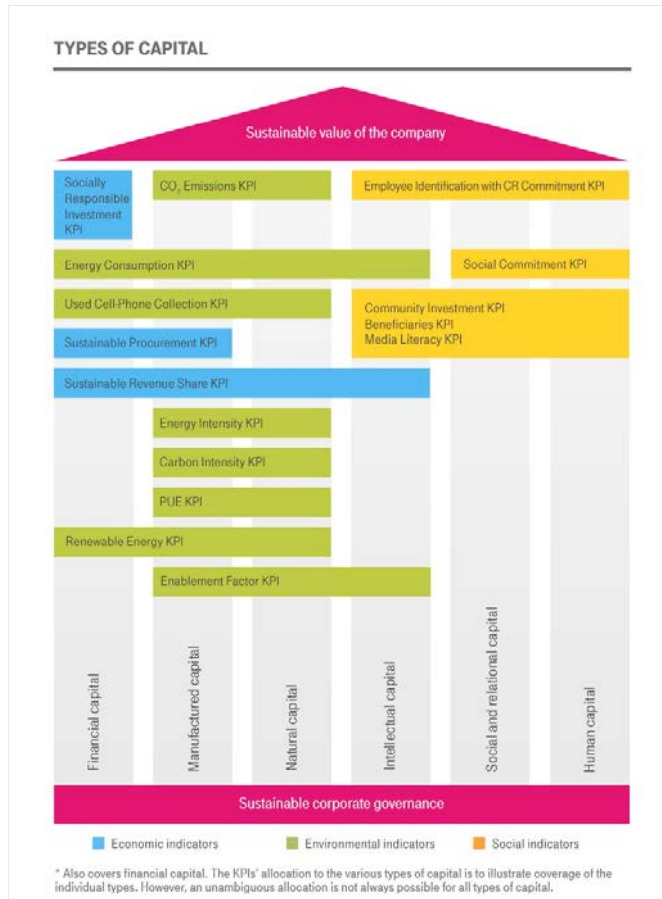 TYPES OF CAPITAL
Sustainable value of the company
Socially
Responsible
Investment
KPI
CO₂ Emissions KPI
Employee Identification with CR Commitment KPI
Energy Consumption KPI
Social Commitment KPI
Used Cell-Phone Collection KPI
Community Investment KPI
Beneficiaries KPI
Media Literacy KPI
Sustainable Procurement KPI
Sustainable Revenue Share KPI
Energy Intensity KPI
Carbon Intensity KPI
PUE KPI
Renewable Energy KPI
Enablement Factor KPI
Financial capital
Manufactured capital
Natural capital
Intellectual capital
Social and relational capital
Human capital
Sustainable corporate governance
Economic indicators
Environmental indicators
Social indicators
* Also covers financial capital. The KPIs' allocation to the various types of capital is to illustrate coverage of the
individual types. However, an unambiguous allocation is not always possible for all types of capital.